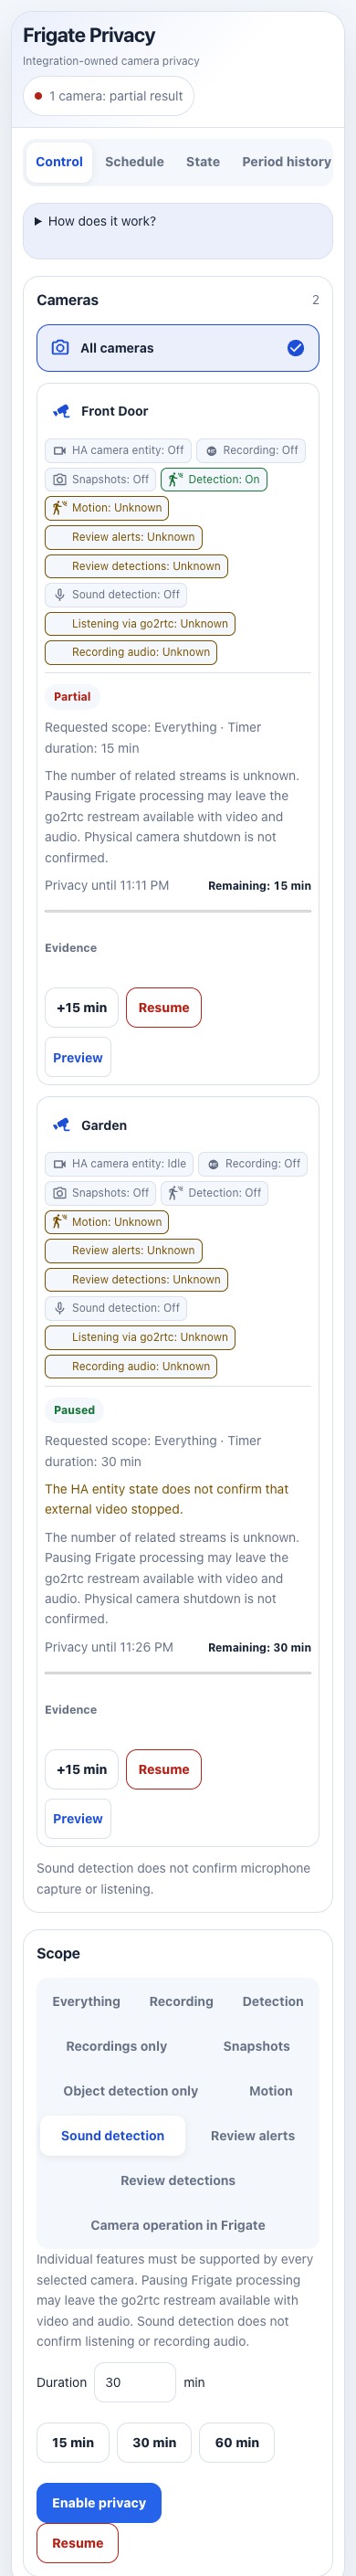 Frigate Privacy
Integration-owned camera privacy
1 camera: partial result
Control Schedule State Period history
How does it work?
Cameras 2
All cameras
Front Door
HA camera entity: Off Recording: Off
Snapshots: Off Detection: On
Motion: Unknown
Review alerts: Unknown
Review detections: Unknown
Sound detection: Off
Listening via go2rtc: Unknown
Recording audio: Unknown
Partial
Requested scope: Everything · Timer
duration: 15 min
The number of related streams is unknown.
Pausing Frigate processing may leave the
go2rtc restream available with video and
audio. Physical camera shutdown is not
confirmed.
Privacy until 11:11 PM Remaining: 15 min
Evidence
+15 min Resume
Preview
Garden
HA camera entity: Idle Recording: Off
Snapshots: Off Detection: Off
Motion: Unknown
Review alerts: Unknown
Review detections: Unknown
Sound detection: Off
Listening via go2rtc: Unknown
Recording audio: Unknown
Paused
Requested scope: Everything · Timer
duration: 30 min
The HA entity state does not confirm that
external video stopped.
The number of related streams is unknown.
Pausing Frigate processing may leave the
go2rtc restream available with video and
audio. Physical camera shutdown is not
confirmed.
Privacy until 11:26 PM Remaining: 30 min
Evidence
+15 min Resume
Preview
Sound detection does not confirm microphone
capture or listening.
Scope
Everything Recording Detection
Recordings only Snapshots
Object detection only Motion
Sound detection Review alerts
Review detections
Camera operation in Frigate
Individual features must be supported by every
selected camera. Pausing Frigate processing
may leave the go2rtc restream available with
video and audio. Sound detection does not
confirm listening or recording audio.
Duration 30 min
15 min 30 min 60 min
Enable privacy
Resume